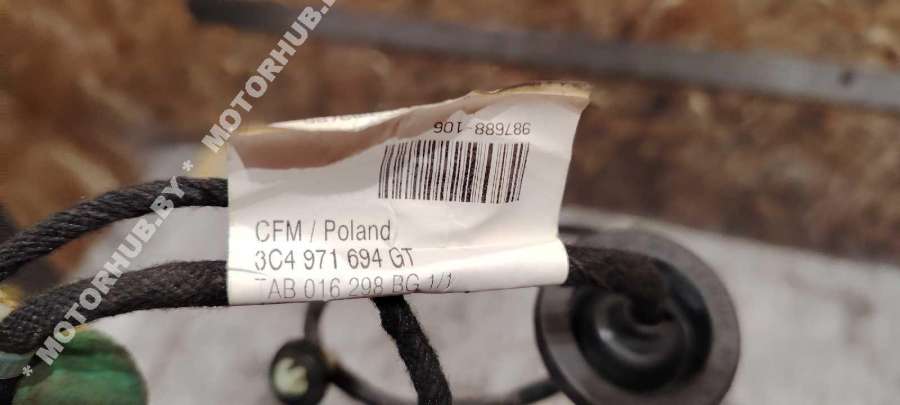 987688-106
CFM / Poland
3C4 971 694 GT
TAB 016 298 BG 1/1
* MOTORHUB.BY * MOTORHUB.BY *